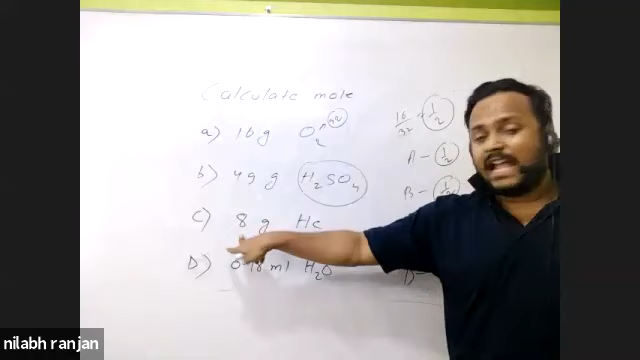 Calculate mole
a) 16 g O2 32
16/32 = 1/2
A - 1/2
b) 49 g H2SO4
B - 1/2
C) 8 g He
D) 0.18 ml H2O
D -
nilabh ranjan